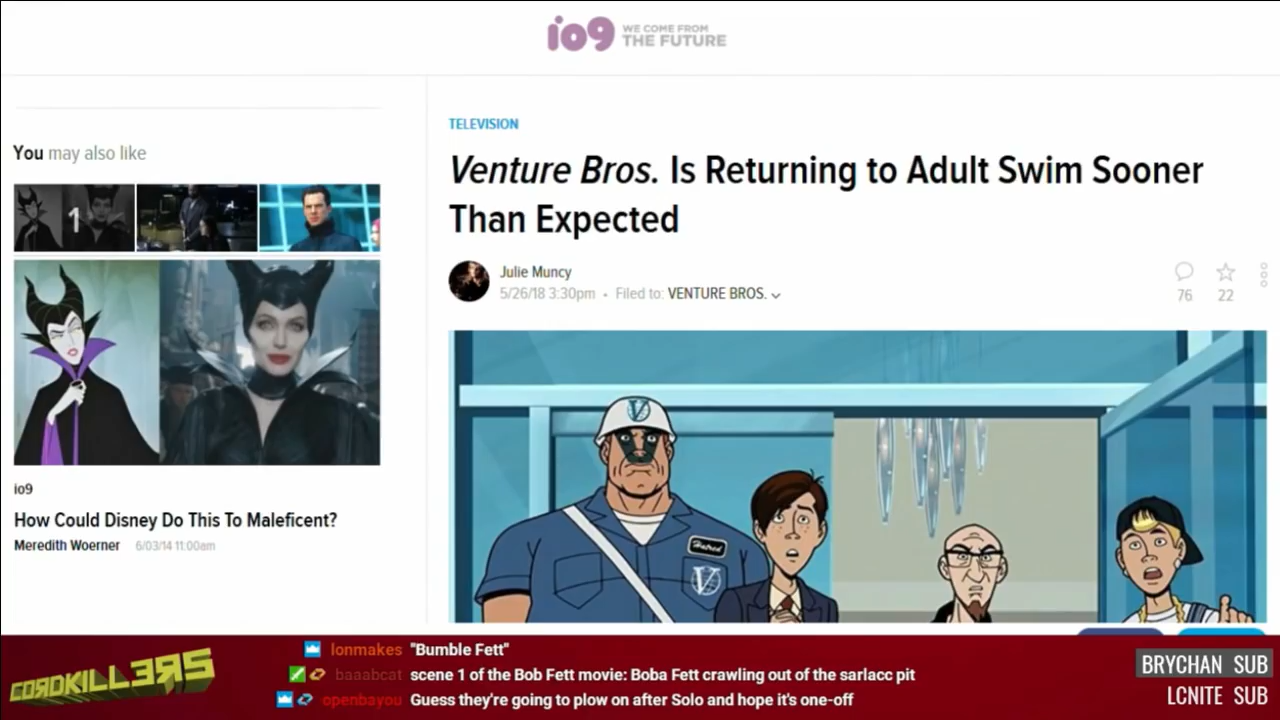 io9 WE COME FROM
THE FUTURE
You may also like
1
io9
How Could Disney Do This To Maleficent?
Meredith Woerner 6/03/14 11:00am
TELEVISION
Venture Bros. Is Returning to Adult Swim Sooner
Than Expected
Julie Muncy
5/26/18 3:30pm • Filed to: VENTURE BROS.
76 22
V
Hatred
V
CORDKILL3RS
lonmakes "Bumble Fett"
baaabcat scene 1 of the Bob Fett movie: Boba Fett crawling out of the sarlacc pit
openbayou Guess they're going to plow on after Solo and hope it's one-off
BRYCHAN SUB
LCNITE SUB